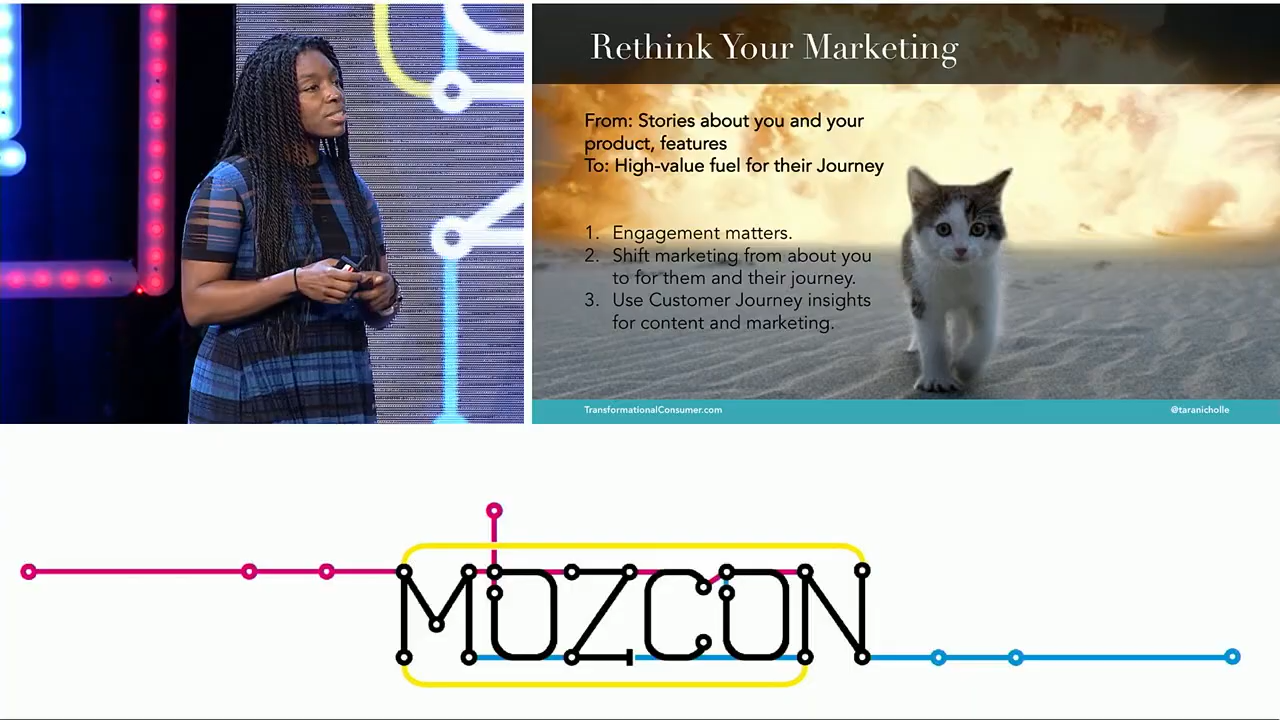 Rethink Your Marketing
From: Stories about you and your
product, features
To: High-value fuel for their Journey
1. Engagement matters.
2. Shift marketing from about you
to for them and their journey.
3. Use Customer Journey insights
for content and marketing.
TransformationalConsumer.com
@taranicholle
MOZCON